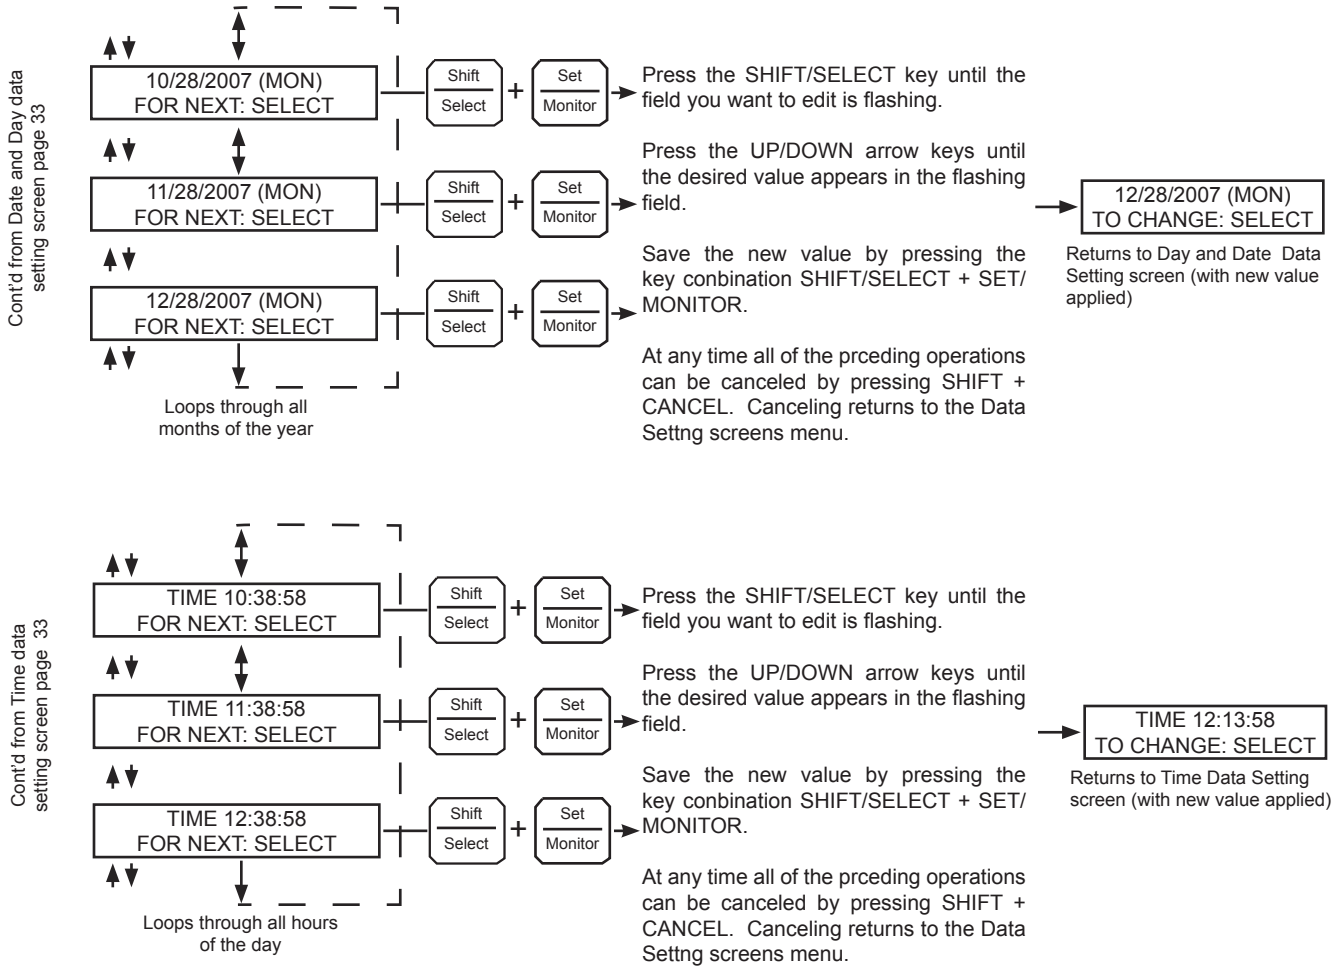 Cont'd from Date and Day data
setting screen page 33
10/28/2007 (MON)
FOR NEXT: SELECT
Shift
Select
+
Set
Monitor
Press the SHIFT/SELECT key until the
field you want to edit is flashing.
11/28/2007 (MON)
FOR NEXT: SELECT
Shift
Select
+
Set
Monitor
Press the UP/DOWN arrow keys until
the desired value appears in the flashing
field.
12/28/2007 (MON)
FOR NEXT: SELECT
Shift
Select
+
Set
Monitor
Save the new value by pressing the
key conbination SHIFT/SELECT + SET/
MONITOR.
At any time all of the prceding operations
can be canceled by pressing SHIFT +
CANCEL. Canceling returns to the Data
Settng screens menu.
Loops through all
months of the year
12/28/2007 (MON)
TO CHANGE: SELECT
Returns to Day and Date Data
Setting screen (with new value
applied)
Cont'd from Time data
setting screen page 33
TIME 10:38:58
FOR NEXT: SELECT
Shift
Select
+
Set
Monitor
Press the SHIFT/SELECT key until the
field you want to edit is flashing.
TIME 11:38:58
FOR NEXT: SELECT
Shift
Select
+
Set
Monitor
Press the UP/DOWN arrow keys until
the desired value appears in the flashing
field.
TIME 12:38:58
FOR NEXT: SELECT
Shift
Select
+
Set
Monitor
Save the new value by pressing the
key conbination SHIFT/SELECT + SET/
MONITOR.
At any time all of the prceding operations
can be canceled by pressing SHIFT +
CANCEL. Canceling returns to the Data
Settng screens menu.
Loops through all hours
of the day
TIME 12:13:58
TO CHANGE: SELECT
Returns to Time Data Setting
screen (with new value applied)